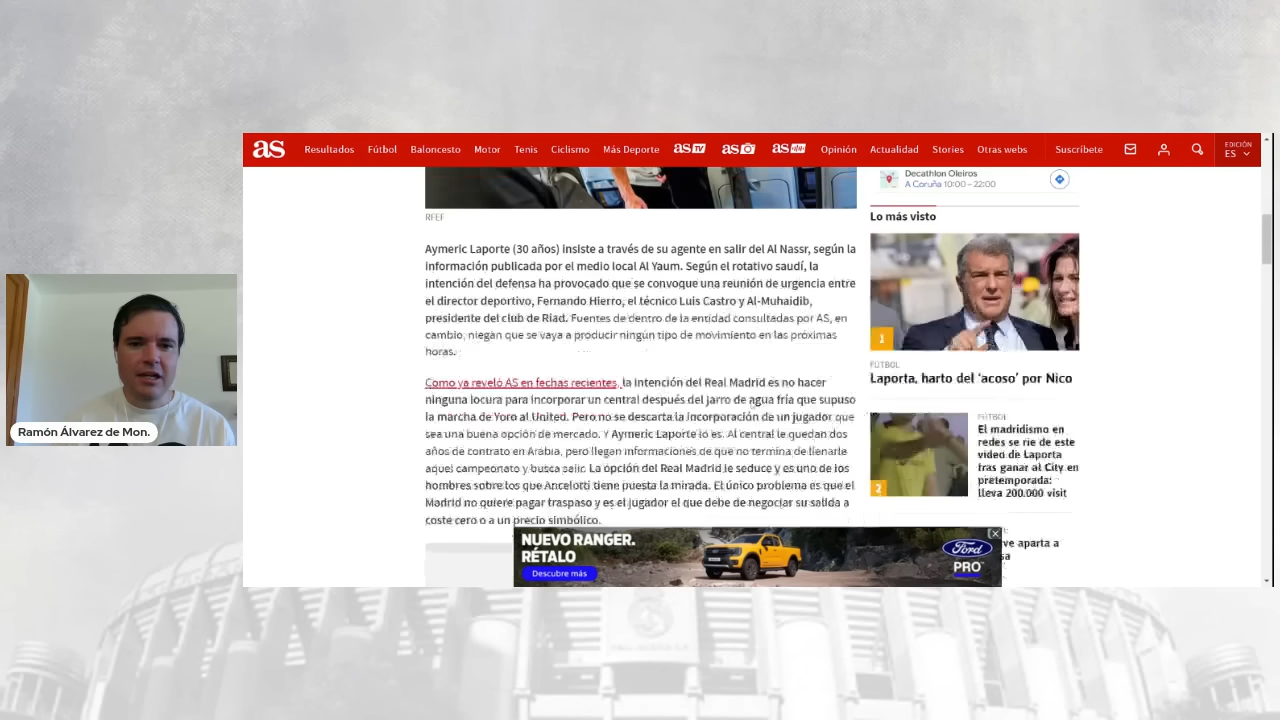 as
Resultados
Fútbol
Baloncesto
Motor
Tenis
Ciclismo
Más Deporte
as TV
as
as
Opinión
Actualidad
Stories
Otras webs
Suscríbete
EDICIÓN
ES
RFEF
Aymeric Laporte (30 años) insiste a través de su agente en salir del Al Nassr, según la
información publicada por el medio local Al Yaum. Según el rotativo saudí, la
intención del defensa ha provocado que se convoque una reunión de urgencia entre
el director deportivo, Fernando Hierro, el técnico Luis Castro y Al-Muhaidib,
presidente del club de Riad. Fuentes de dentro de la entidad consultadas por AS, en
cambio, niegan que se vaya a producir ningún tipo de movimiento en las próximas
horas.
Como ya reveló AS en fechas recientes, la intención del Real Madrid es no hacer
ninguna locura para incorporar un central después del jarro de agua fría que supuso
la marcha de Yoro al United. Pero no se descarta la incorporación de un jugador que
sea una buena opción de mercado. Y Aymeric Laporte lo es. Al central le quedan dos
años de contrato en Arabia, pero llegan informaciones de que no termina de llenarle
aquel campeonato y busca salir. La opción del Real Madrid le seduce y es uno de los
hombres sobre los que Ancelotti tiene puesta la mirada. El único problema es que el
Madrid no quiere pagar traspaso y es el jugador el que debe de negociar su salida a
coste cero o a un precio simbólico.
Decathlon Oleiros
A Coruña 10:00 – 22:00
Lo más visto
1
FÚTBOL
Laporta, harto del ‘acoso’ por Nico
2
FÚTBOL
El madridismo en
redes se ríe de este
video de Laporta
tras ganar al City en
pretemporada:
lleva 200.000 visit
ve aparta a
sa
NUEVO RANGER.
RÉTALO
Descubre más
Ford
PRO
Ramón Álvarez de Mon.